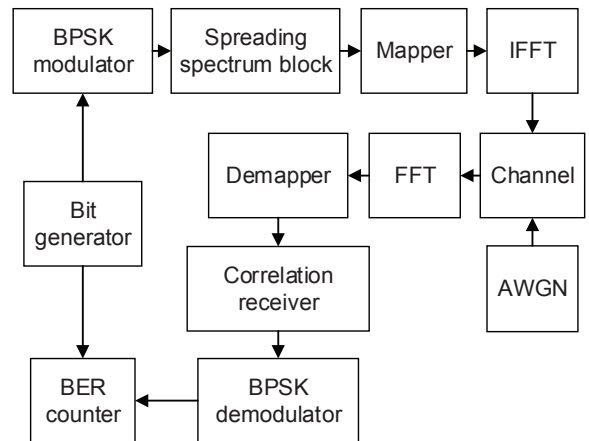 BPSK
modulator
Spreading
spectrum block
Mapper
IFFT
Demapper
FFT
Channel
Bit
generator
Correlation
receiver
AWGN
BER
counter
BPSK
demodulator